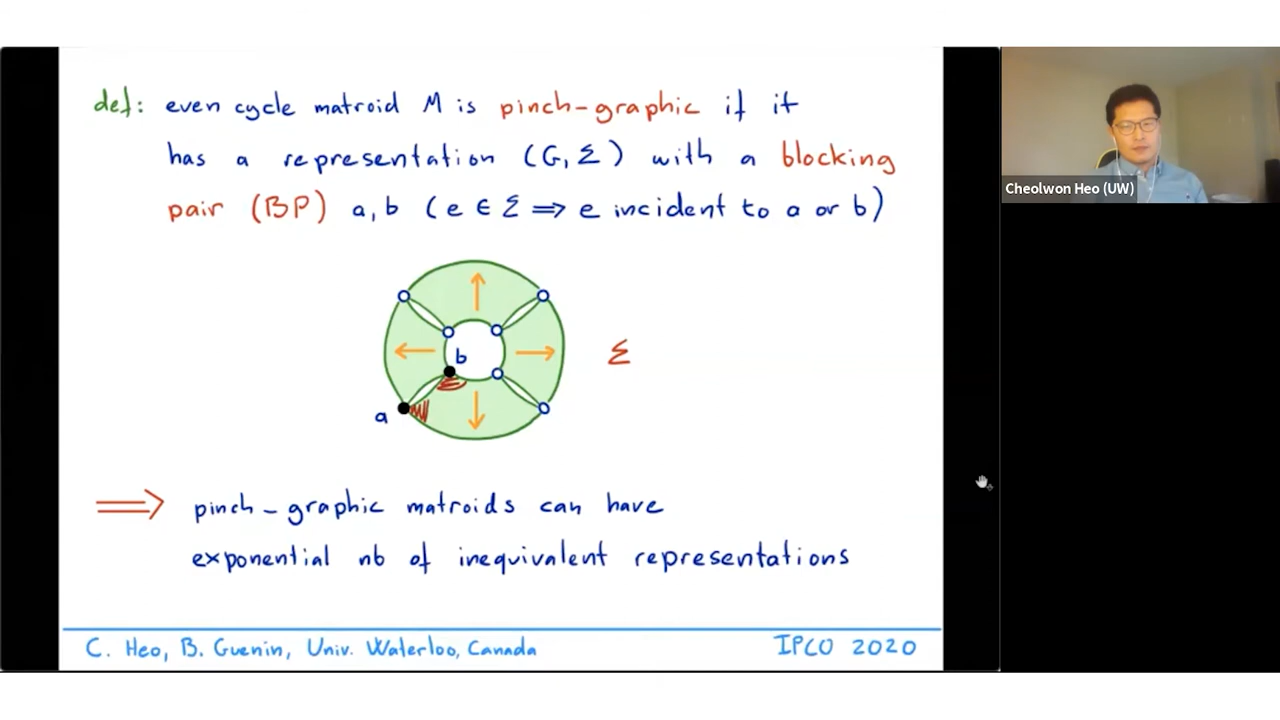 def: even cycle matroid M is pinch-graphic if it
has a representation (G, Σ) with a blocking
pair (BP) a, b (e ∈ Σ ⟹ e incident to a or b)
b
Σ
a
⟹ pinch-graphic matroids can have
exponential nb of inequivalent representations
C. Heo, B. Guenin, Univ. Waterloo, Canada
IPCO 2020
Cheolwon Heo (UW)